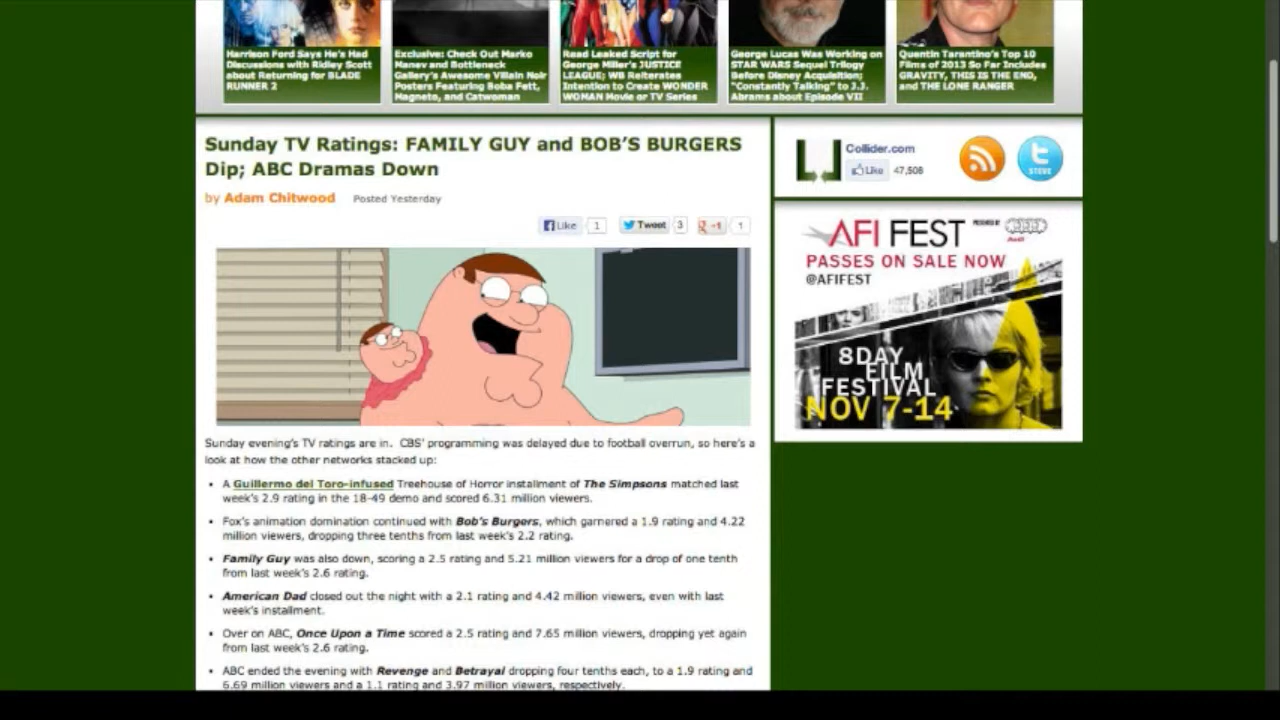 Harrison Ford Says He's Had
Discussions with Ridley Scott
about Returning for BLADE
RUNNER 2
Exclusive: Check Out Marko
Manev and Bottleneck
Gallery's Awesome Villain Noir
Posters Featuring Boba Fett,
Magneto, and Catwoman
Read Leaked Script for
George Miller's JUSTICE
LEAGUE; WB Reiterates
Intention to Create WONDER
WOMAN Movie or TV Series
George Lucas Was Working on
STAR WARS Sequel Trilogy
Before Disney Acquisition;
"Constantly Talking" to J.J.
Abrams about Episode VII
Quentin Tarantino's Top 10
Films of 2013 So Far Includes
GRAVITY, THIS IS THE END,
and THE LONE RANGER
Sunday TV Ratings: FAMILY GUY and BOB'S BURGERS
Dip; ABC Dramas Down
by Adam Chitwood Posted Yesterday
Like 1 Tweet 3 +1 1
Sunday evening's TV ratings are in. CBS' programming was delayed due to football overrun, so here's a
look at how the other networks stacked up:
A Guillermo del Toro-infused Treehouse of Horror installment of The Simpsons matched last
week's 2.9 rating in the 18-49 demo and scored 6.31 million viewers.
Fox's animation domination continued with Bob's Burgers, which garnered a 1.9 rating and 4.22
million viewers, dropping three tenths from last week's 2.2 rating.
Family Guy was also down, scoring a 2.5 rating and 5.21 million viewers for a drop of one tenth
from last week's 2.6 rating.
American Dad closed out the night with a 2.1 rating and 4.42 million viewers, even with last
week's installment.
Over on ABC, Once Upon a Time scored a 2.5 rating and 7.65 million viewers, dropping yet again
from last week's 2.6 rating.
ABC ended the evening with Revenge and Betrayal dropping four tenths each, to a 1.9 rating and
6.69 million viewers and a 1.1 rating and 3.97 million viewers, respectively.
Collider.com
Like 47,508
STEVE
AFI FEST PRESENTED BY
Audi
PASSES ON SALE NOW
@AFIFEST
8 DAY
FILM
FESTIVAL
NOV 7-14